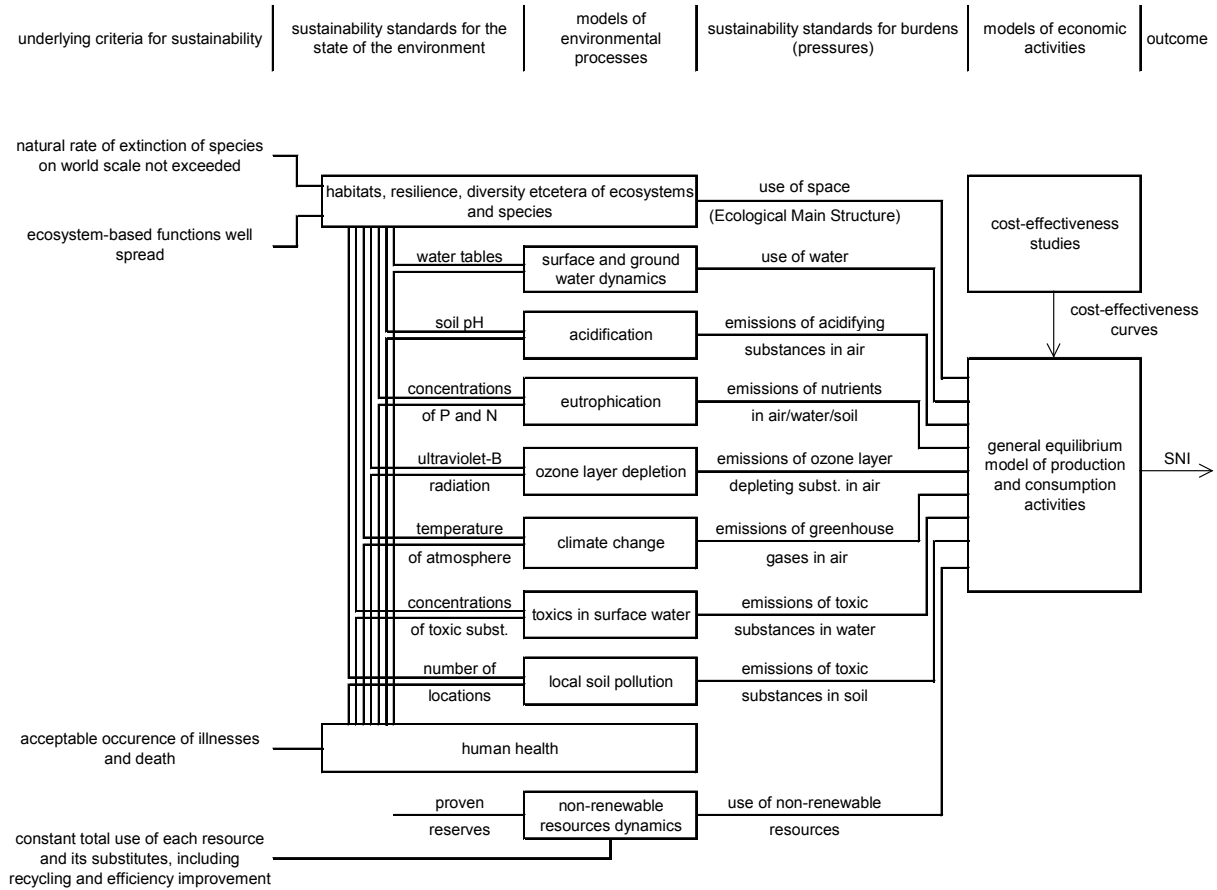 underlying criteria for sustainability
sustainability standards for the
state of the environment
models of
environmental
processes
sustainability standards for burdens
(pressures)
models of economic
activities
outcome
natural rate of extinction of species
on world scale not exceeded
ecosystem-based functions well
spread
habitats, resilience, diversity etcetera of ecosystems
and species
use of space
(Ecological Main Structure)
cost-effectiveness
studies
cost-effectiveness
curves
water tables
surface and ground
water dynamics
use of water
soil pH
acidification
emissions of acidifying
substances in air
concentrations
of P and N
eutrophication
emissions of nutrients
in air/water/soil
ultraviolet-B
radiation
ozone layer depletion
emissions of ozone layer
depleting subst. in air
general equilibrium
model of production
and consumption
activities
SNI
temperature
of atmosphere
climate change
emissions of greenhouse
gases in air
concentrations
of toxic subst.
toxics in surface water
emissions of toxic
substances in water
number of
locations
local soil pollution
emissions of toxic
substances in soil
acceptable occurence of illnesses
and death
human health
proven
reserves
non-renewable
resources dynamics
use of non-renewable
resources
constant total use of each resource
and its substitutes, including
recycling and efficiency improvement